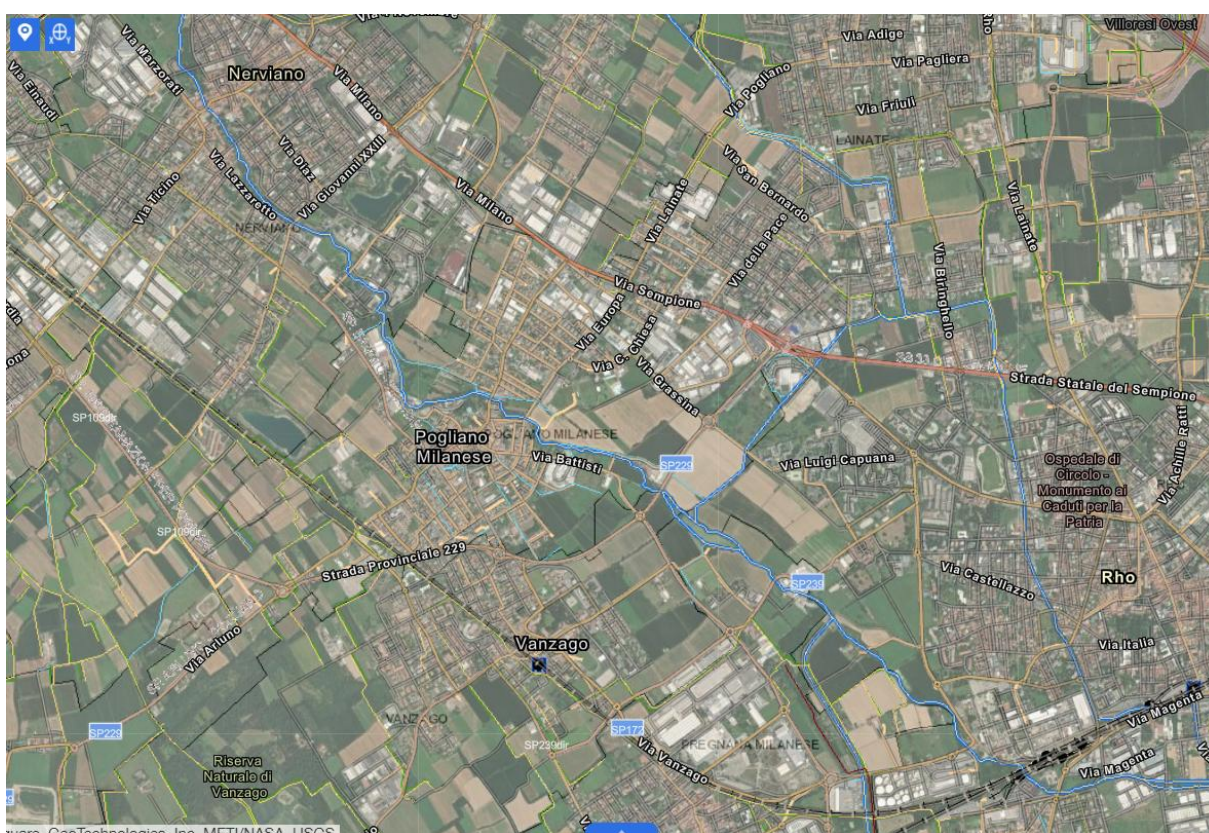 Villoresi Ovest
Via Adige
Rho
Via Marzorati
Via Pagliera
Nerviano
Via Milano
Via Pogliano
Via Einaudi
Via Friuli
LAINATE
Via Diaz
Via Giovanni XXIII
Via Lazzaretto
Via San Bernardo
Via Ticino
Via Milano
Via Lainate
Via Lainate
NERVIANO
Via della Pace
Via Biringhello
Via Sempione
Via Europa
Via C. Chiesa
Via Grassina
Strada Statale del Sempione
SP109dir
Via Achille Ratti
Pogliano
Milanese
POGLIANO MILANESE
Via Battisti
SP229
Via Luigi Capuana
Ospedale di
Circolo -
Monumento ai
Caduti per la
Patria
SP109dir
Strada Provinciale 229
Via Castellazzo
SP239
Rho
Via Arluno
Vanzago
Via Italia
VANZAGO
SP229
SP172
Via Magenta
SP239dir
PREGNANA MILANESE
Via Vanzago
Riserva
Naturale di
Vanzago
Via Magenta